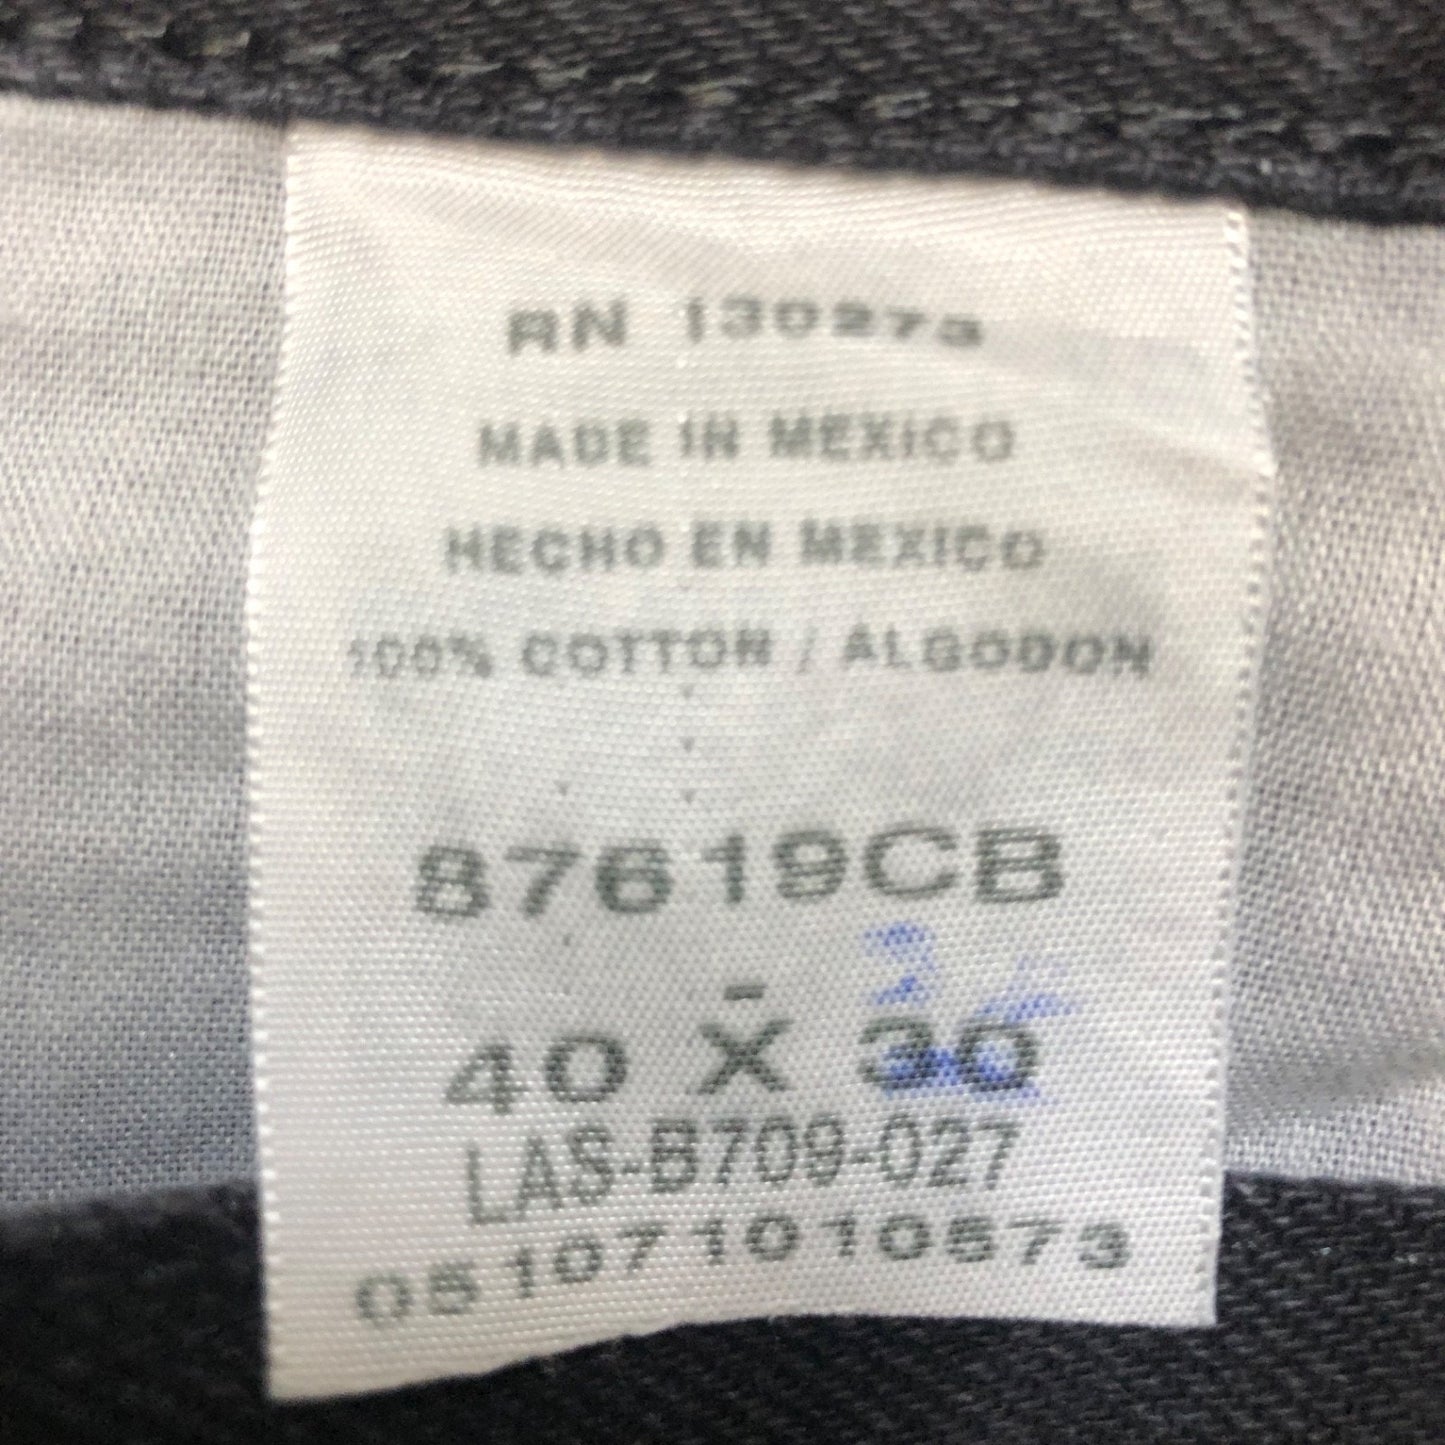 RN 130273
MADE IN MEXICO
HECHO EN MEXICO
100% COTTON / ALGODON
87619CB
-
40 X 30
LAS-B709-027
051071010573